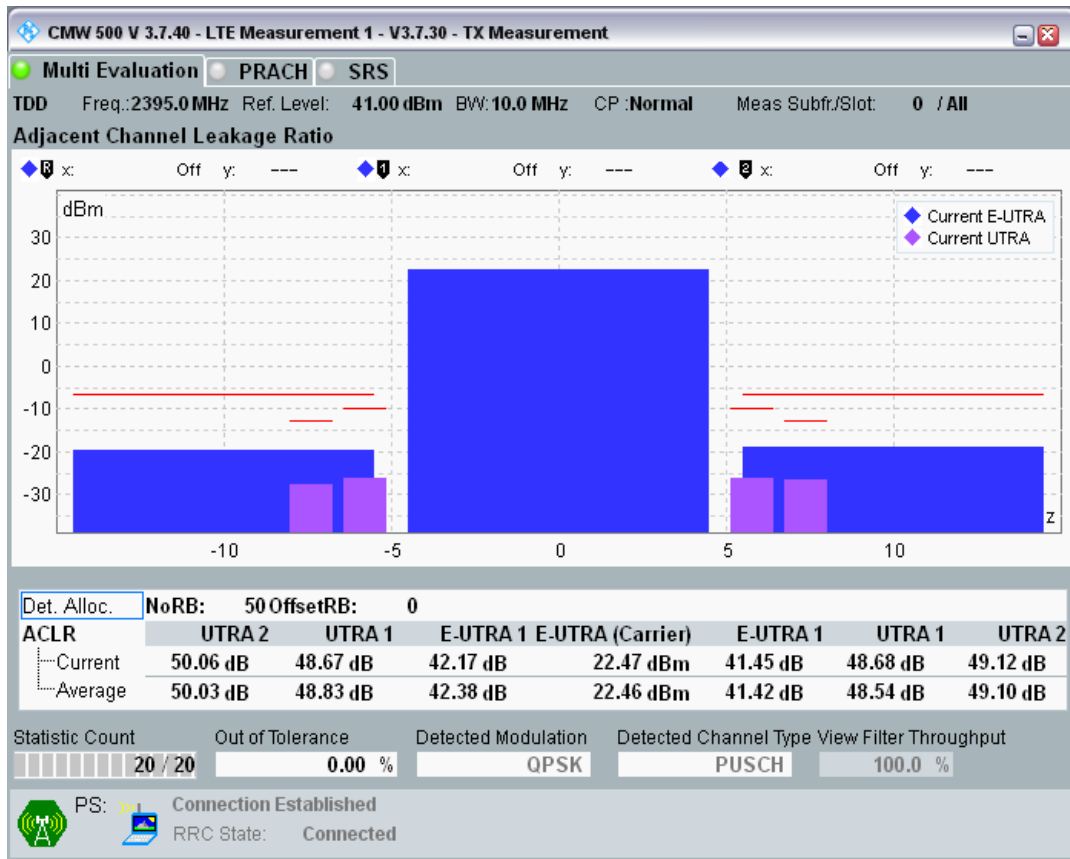 CMW 500 V 3.7.40 - LTE Measurement 1 - V3.7.30 - TX Measurement
Multi Evaluation PRACH SRS
TDD Freq.:2395.0 MHz Ref. Level: 41.00 dBm BW:10.0 MHz CP :Normal Meas Subfr./Slot: 0 / All
Adjacent Channel Leakage Ratio
R x: Off y: --- 1 x: Off y: --- 2 x: Off y: ---
dBm
Current E-UTRA
Current UTRA
30
20
10
0
-10
-20
-30
z
-10 -5 0 5 10
Det. Alloc. NoRB: 50 OffsetRB: 0
ACLR UTRA 2 UTRA 1 E-UTRA 1 E-UTRA (Carrier) E-UTRA 1 UTRA 1 UTRA 2
Current 50.06 dB 48.67 dB 42.17 dB 22.47 dBm 41.45 dB 48.68 dB 49.12 dB
Average 50.03 dB 48.83 dB 42.38 dB 22.46 dBm 41.42 dB 48.54 dB 49.10 dB
Statistic Count Out of Tolerance Detected Modulation Detected Channel Type View Filter Throughput
20 / 20 0.00 % QPSK PUSCH 100.0 %
PS: Connection Established
RRC State: Connected